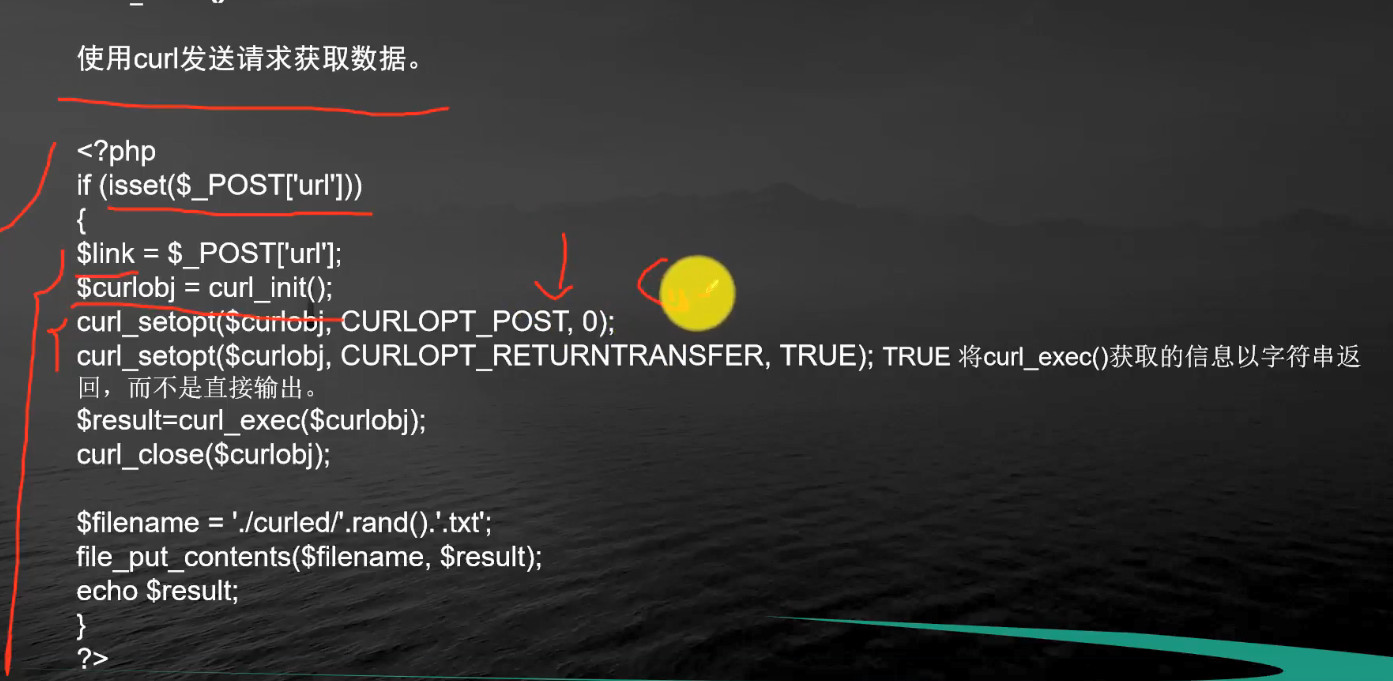 使用curl发送请求获取数据。
<?php
if (isset($_POST['url']))
{
$link = $_POST['url'];
$curlobj = curl_init();
curl_setopt($curlobj, CURLOPT_POST, 0);
curl_setopt($curlobj, CURLOPT_RETURNTRANSFER, TRUE); TRUE 将curl_exec()获取的信息以字符串返
回，而不是直接输出。
$result=curl_exec($curlobj);
curl_close($curlobj);
$filename = './curled/'.rand().'.txt';
file_put_contents($filename, $result);
echo $result;
}
?>